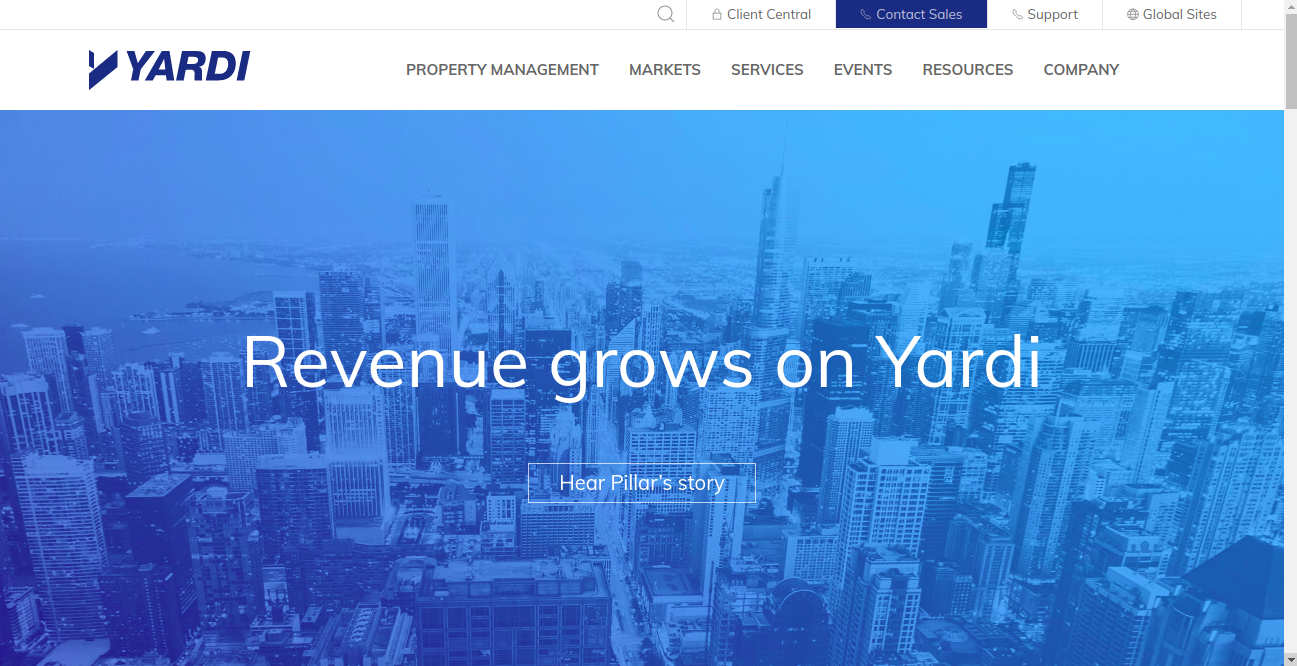 Client Central
Contact Sales
Support
Global Sites
YARDI
PROPERTY MANAGEMENT
MARKETS
SERVICES
EVENTS
RESOURCES
COMPANY
Revenue grows on Yardi
Hear Pillar's story